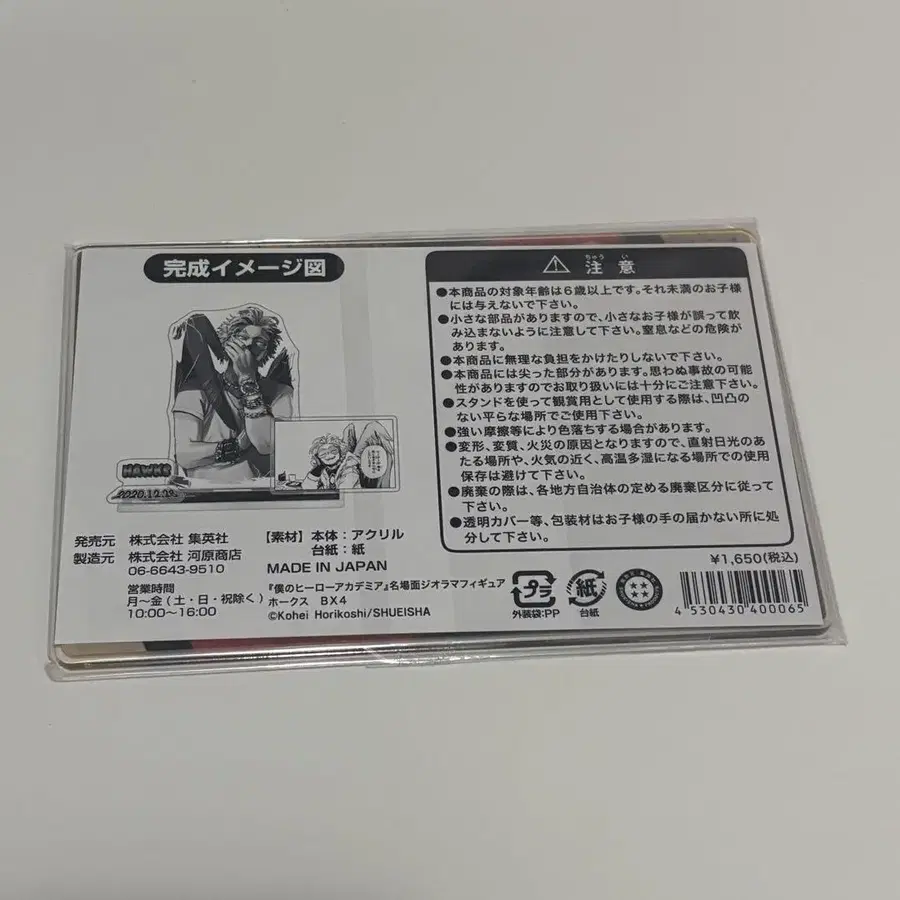 完成イメージ図
HAWKS
2020.12.28
発売元 株式会社 集英社
製造元 株式会社 河原商店
06-6643-9510
営業時間
月〜金(土・日・祝除く)
10:00〜16:00
【素材】本体:アクリル
台紙:紙
MADE IN JAPAN
『僕のヒーローアカデミア』名場面ジオラマフィギュア
ホークス BX4
©Kohei Horikoshi/SHUEISHA
ちゅう い
注 意
●本商品の対象年齢は6歳以上です。それ未満のお子様
には与えないで下さい。
●小さな部品がありますので、小さなお子様が誤って飲
み込まないように注意して下さい。窒息などの危険が
あります。
●本商品に無理な負担をかけたりしないで下さい。
●本商品には尖った部分があります。思わぬ事故の可能
性がありますのでお取り扱いには十分にご注意下さい。
●スタンドを使って観賞用として使用する際は、凹凸の
ない平らな場所でご使用下さい。
●強い摩擦等により色落ちする場合があります。
●変形、変質、火災の原因となりますので、直射日光のあ
たる場所や、火気の近く、高温多湿になる場所での使用
保存は避けて下さい。
●廃棄の際は、各地方自治体の定める廃棄区分に従って
下さい。
●透明カバー等、包装材はお子様の手の届かない所に処
分して下さい。
¥1,650(税込)
プラ
外装袋:PP
紙
台紙
4 530430 400065